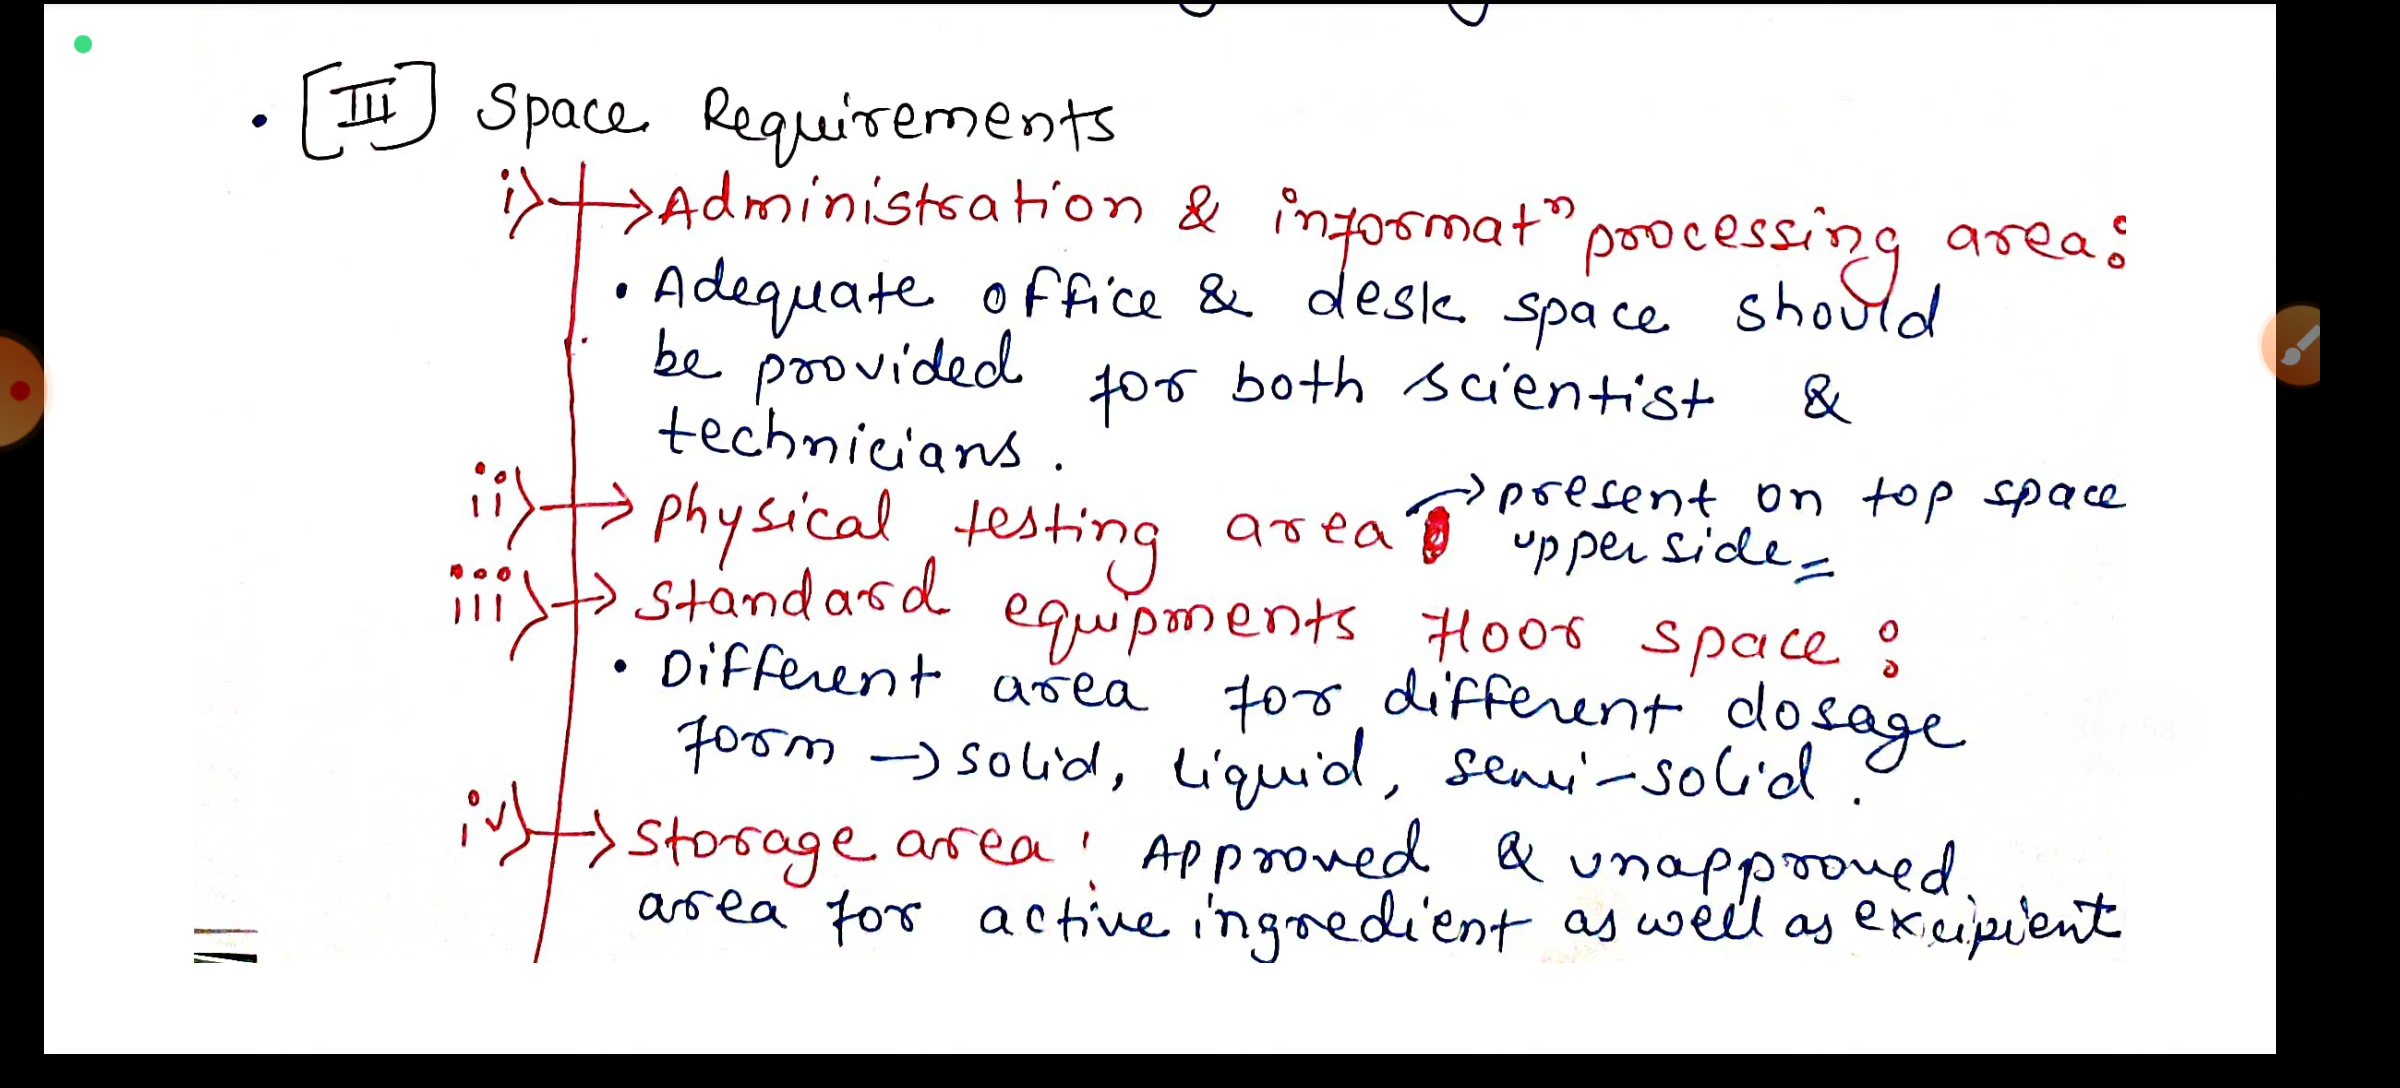 • [III] Space Requirements
i) → Administration & informatⁿ processing area:
• Adequate office & desk space should
be provided for both scientist &
technicians.
ii) → Physical testing area → present on top space
upper side =
iii) → Standard equipments floor space :
• Different area for different dosage
form → solid, liquid, semi-solid.
iv) → Storage area : Approved & unapproved
area for active ingredient as well as excipient